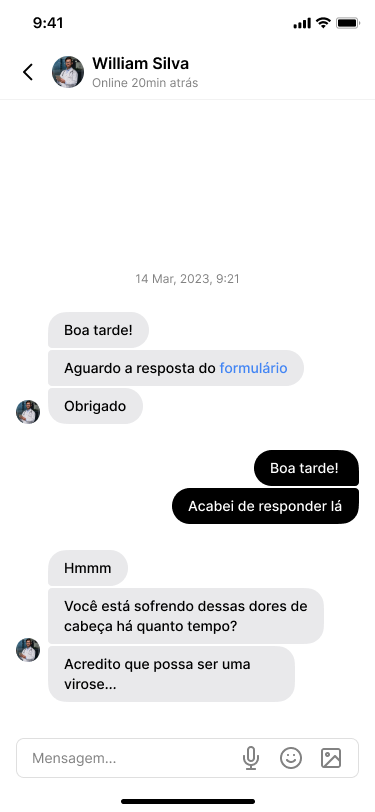 9:41
William Silva
Online 20min atrás
14 Mar, 2023, 9:21
Boa tarde!
Aguardo a resposta do formulário
Obrigado
Boa tarde!
Acabei de responder lá
Hmmm
Você está sofrendo dessas dores de
cabeça há quanto tempo?
Acredito que possa ser uma
virose...
Mensagem...